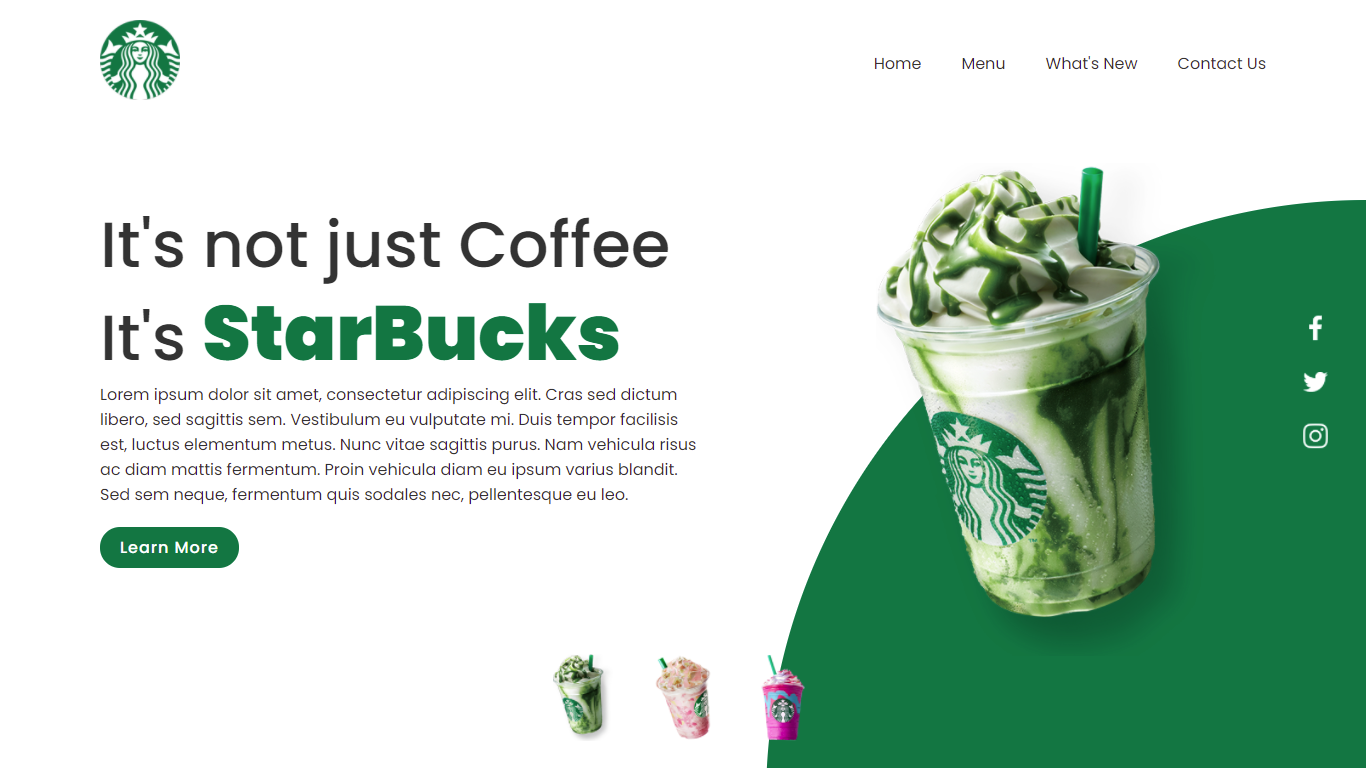 Home Menu What's New Contact Us
It's not just Coffee
It's StarBucks
Lorem ipsum dolor sit amet, consectetur adipiscing elit. Cras sed dictum
libero, sed sagittis sem. Vestibulum eu vulputate mi. Duis tempor facilisis
est, luctus elementum metus. Nunc vitae sagittis purus. Nam vehicula risus
ac diam mattis fermentum. Proin vehicula diam eu ipsum varius blandit.
Sed sem neque, fermentum quis sodales nec, pellentesque eu leo.
Learn More